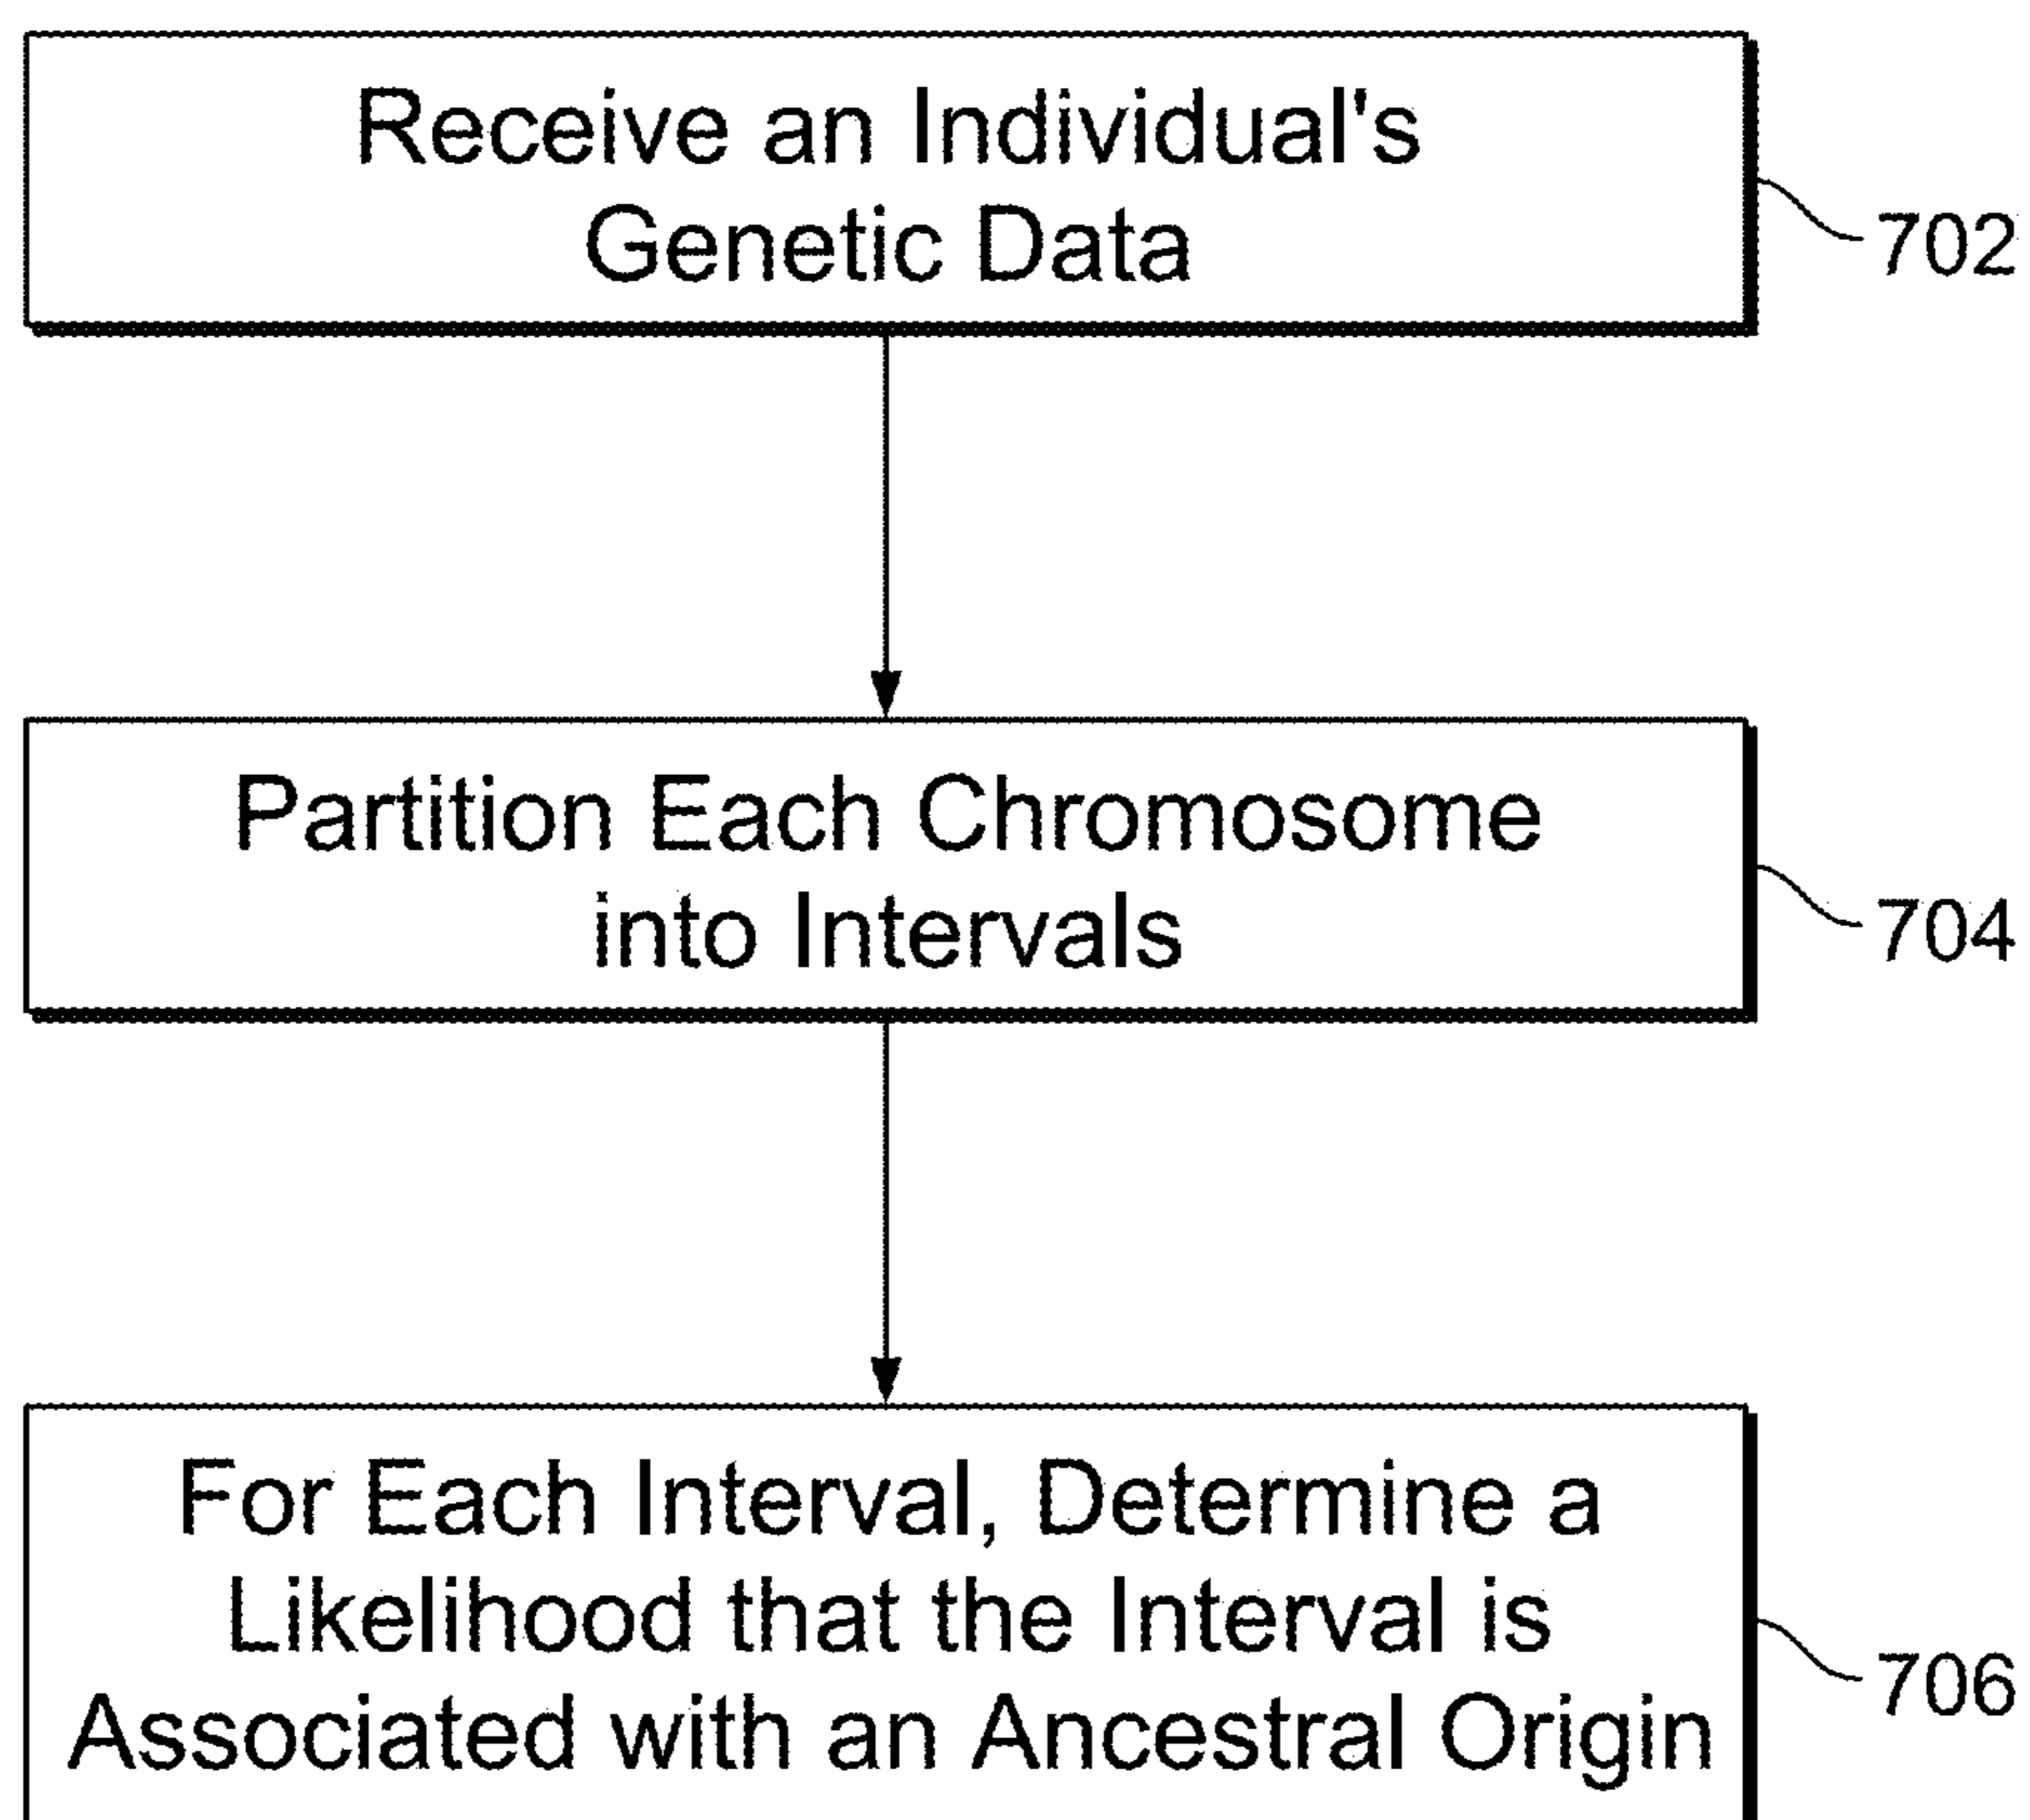 Receive an Individual's
Genetic Data
702
Partition Each Chromosome
into Intervals
704
For Each Interval, Determine a
Likelihood that the Interval is
Associated with an Ancestral Origin
706